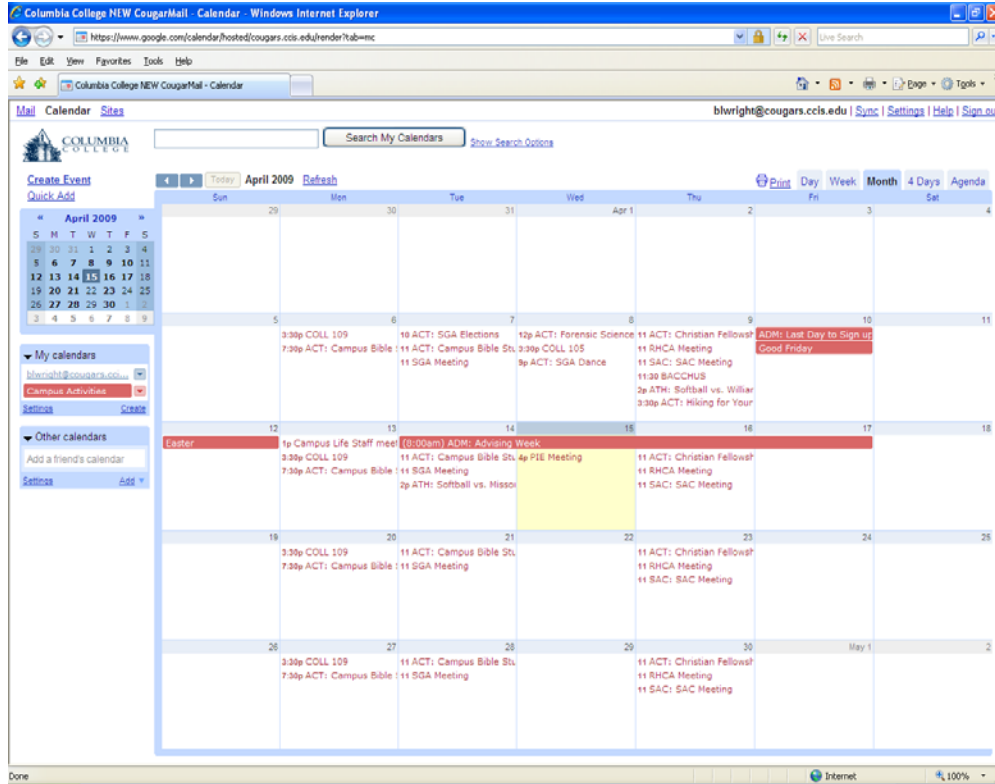 Columbia College NEW CougarMail - Calendar - Windows Internet Explorer
https://www.google.com/calendar/hosted/cougars.ccis.edu/render?tab=mc
Live Search
File Edit View Favorites Tools Help
Columbia College NEW CougarMail - Calendar
Page Tools
Mail Calendar Sites
blwright@cougars.ccis.edu | Sync | Settings | Help | Sign ou
COLUMBIA
COLLEGE
Search My Calendars
Show Search Options
Create Event
Quick Add
Today April 2009 Refresh
Print Day Week Month 4 Days Agenda
« April 2009 »
S M T W T F S
29 30 31 1 2 3 4
5 6 7 8 9 10 11
12 13 14 15 16 17 18
19 20 21 22 23 24 25
26 27 28 29 30 1 2
3 4 5 6 7 8 9
My calendars
blwright@cougars.cc...
Campus Activities
Settings Create
Other calendars
Add a friend's calendar
Settings Add
Sun Mon Tue Wed Thu Fri Sat
29 30 31 Apr 1 2 3 4
5 6 7 8 9 10 11
3:30p COLL 109
7:30p ACT: Campus Bible
10 ACT: SGA Elections
11 ACT: Campus Bible Stu
11 SGA Meeting
12p ACT: Forensic Science
3:30p COLL 105
9p ACT: SGA Dance
11 ACT: Christian Fellowsh
11 RHCA Meeting
11 SAC: SAC Meeting
11:30 BACCHUS
2p ATH: Softball vs. Williar
3:30p ACT: Hiking for Your
ADM: Last Day to Sign up
Good Friday
12 13 14 15 16 17 18
Easter
1p Campus Life Staff meet
3:30p COLL 109
7:30p ACT: Campus Bible
(8:00am) ADM: Advising Week
11 ACT: Campus Bible Stu
11 SGA Meeting
2p ATH: Softball vs. Missou
4p PIE Meeting
11 ACT: Christian Fellowsh
11 RHCA Meeting
11 SAC: SAC Meeting
19 20 21 22 23 24 25
3:30p COLL 109
7:30p ACT: Campus Bible
11 ACT: Campus Bible Stu
11 SGA Meeting
11 ACT: Christian Fellowsh
11 RHCA Meeting
11 SAC: SAC Meeting
26 27 28 29 30 May 1 2
3:30p COLL 109
7:30p ACT: Campus Bible
11 ACT: Campus Bible Stu
11 SGA Meeting
11 ACT: Christian Fellowsh
11 RHCA Meeting
11 SAC: SAC Meeting
Done
Internet
100%